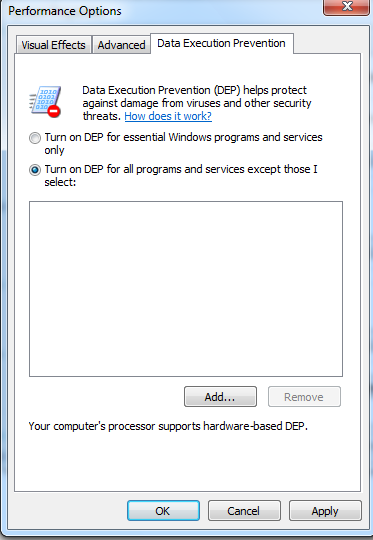 Performance Options
Visual Effects
Advanced
Data Execution Prevention
Data Execution Prevention (DEP) helps protect
against damage from viruses and other security
threats. How does it work?
Turn on DEP for essential Windows programs and services
only
Turn on DEP for all programs and services except those I
select:
Add...
Remove
Your computer's processor supports hardware-based DEP.
OK
Cancel
Apply